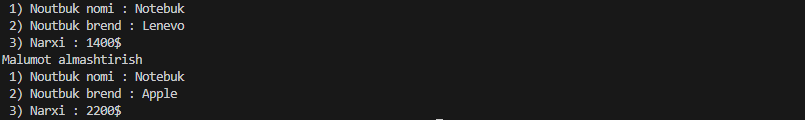 1) Noutbuk nomi : Notebuk
2) Noutbuk brend : Lenevo
3) Narxi : 1400$
Malumot almashtirish
1) Noutbuk nomi : Notebuk
2) Noutbuk brend : Apple
3) Narxi : 2200$